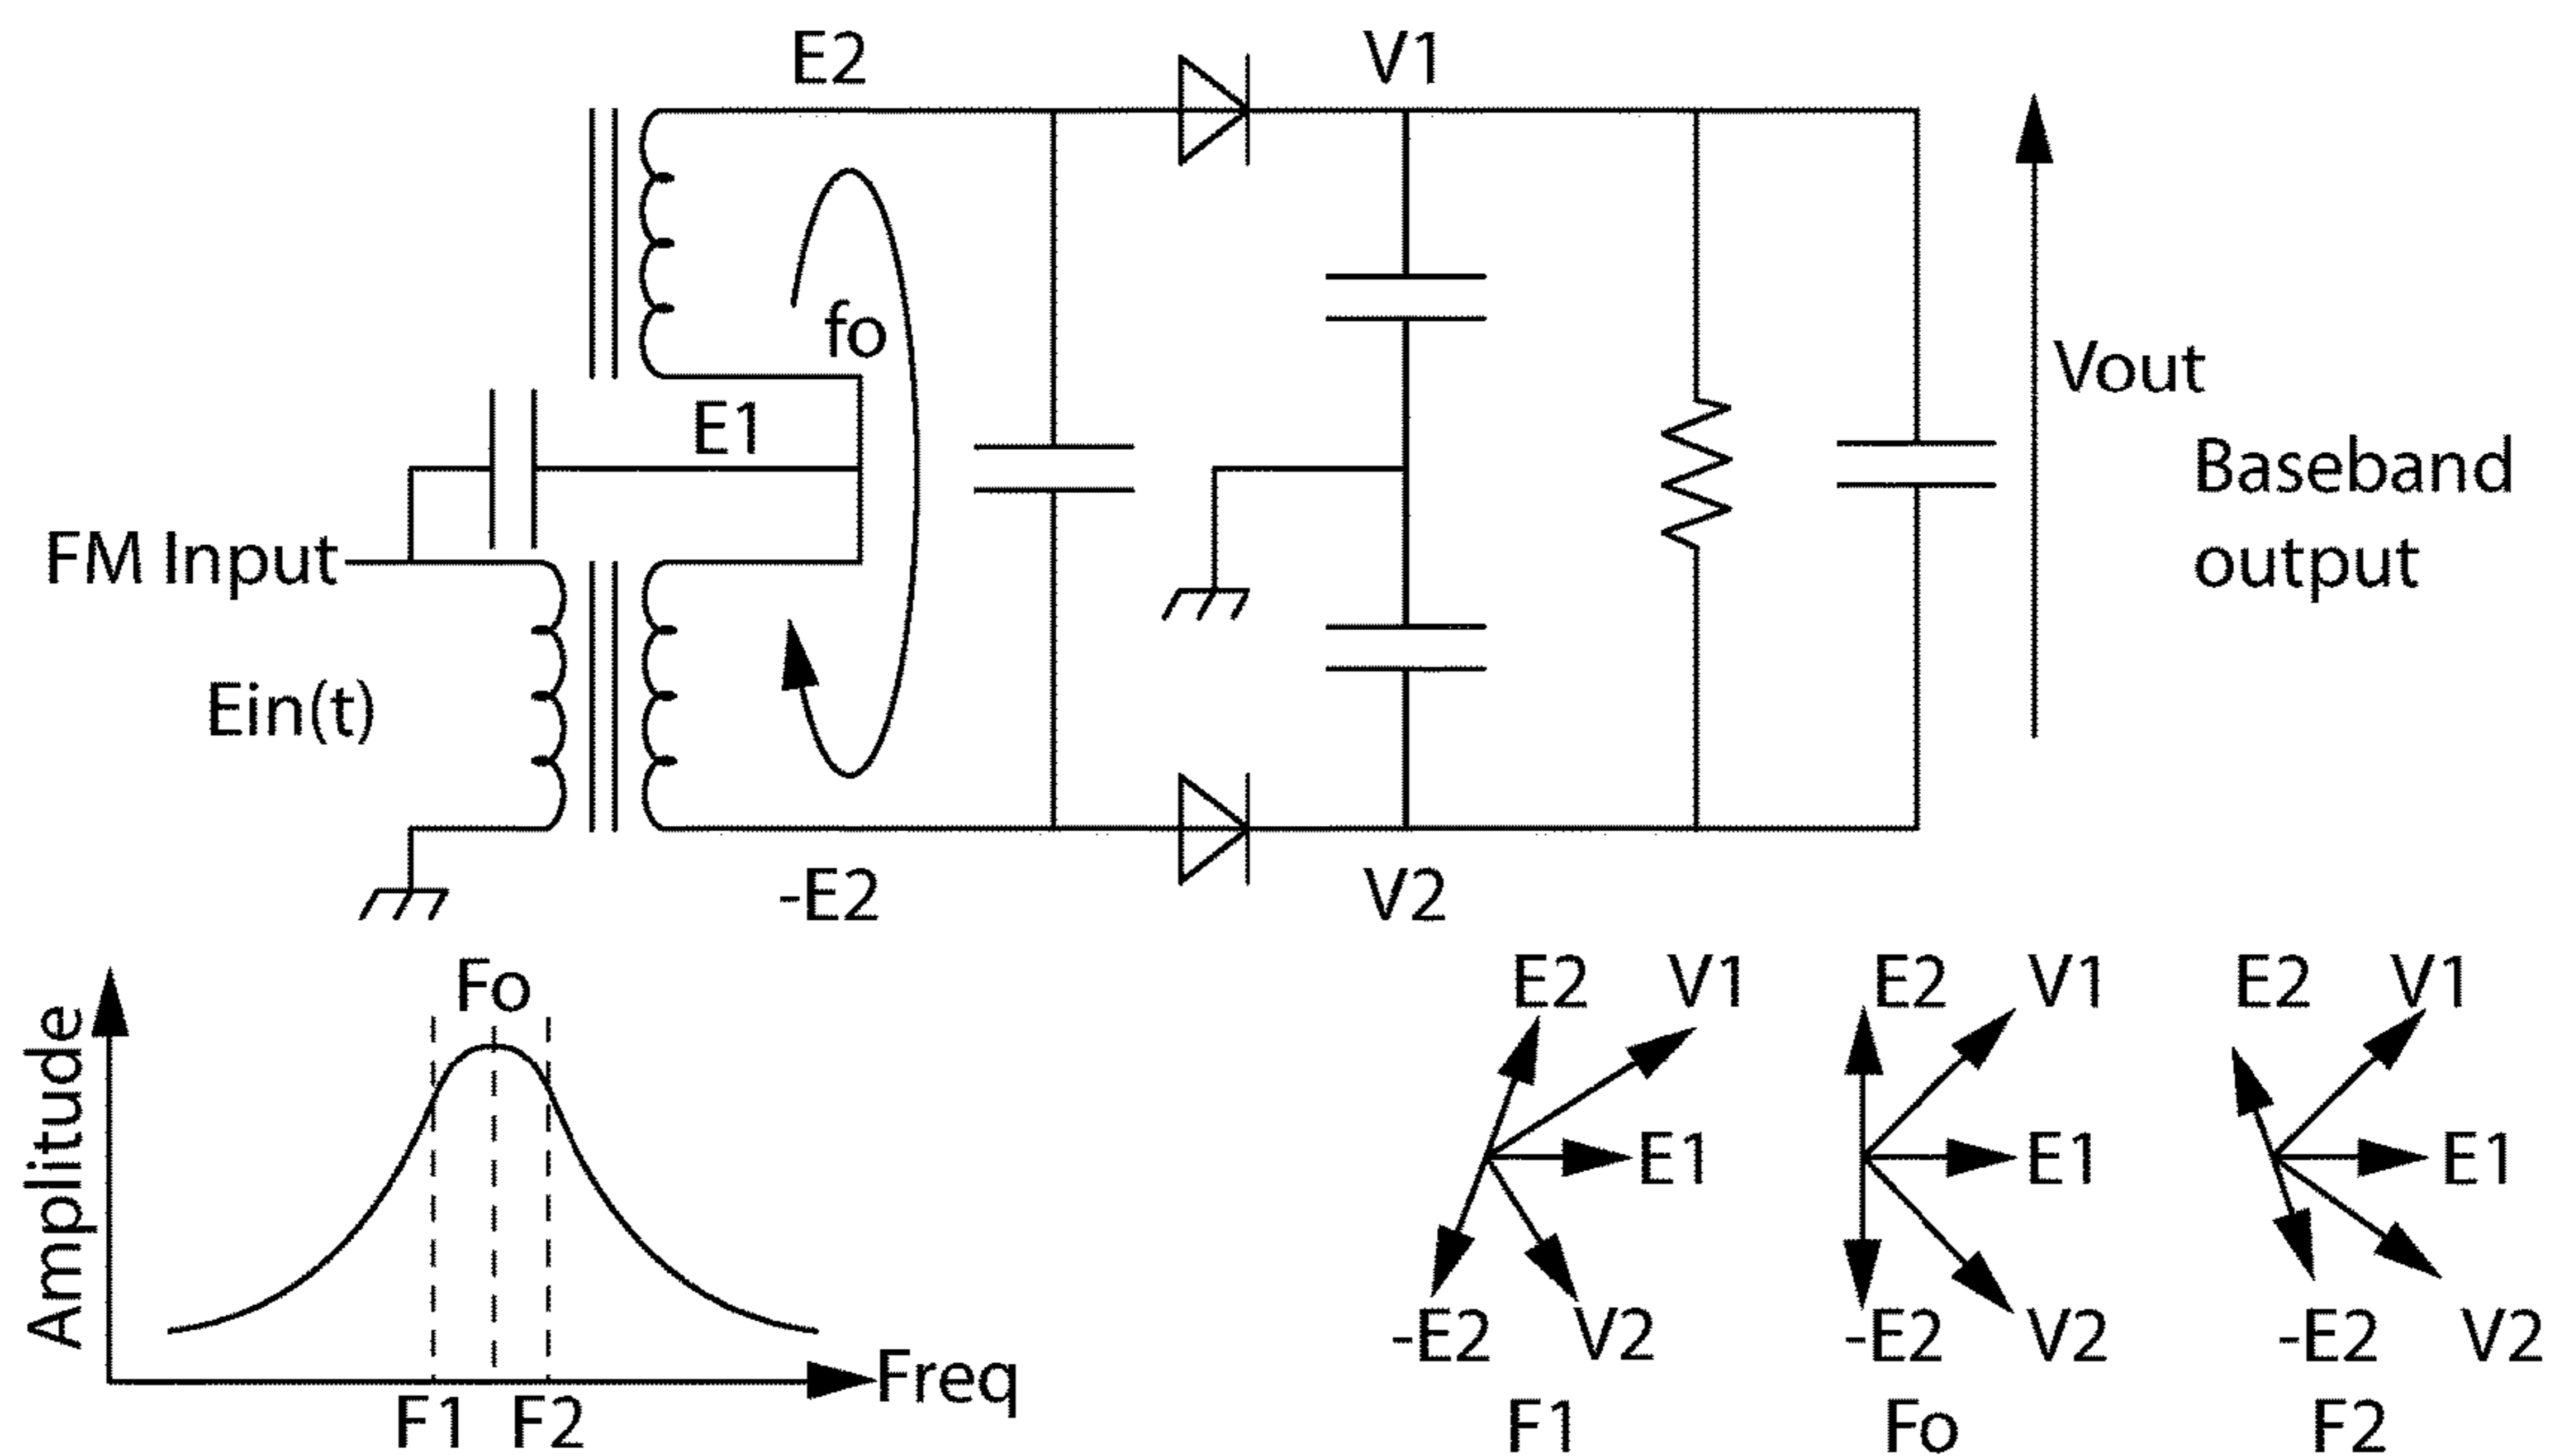 E2
V1
fo
E1
Vout
Baseband
output
FM Input
Ein(t)
-E2
V2
Amplitude
Fo
F1
F2
Freq
E2
V1
E1
-E2
V2
F1
E2
V1
E1
-E2
V2
Fo
E2
V1
E1
-E2
V2
F2